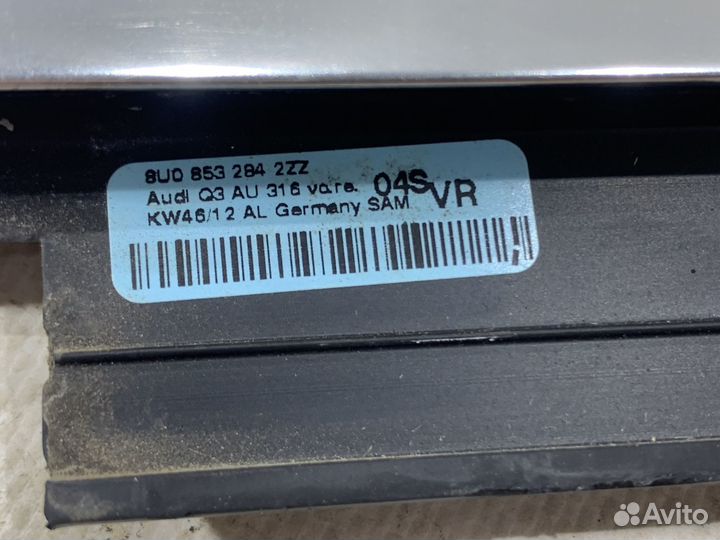 8U0 853 284 2ZZ
Audi Q3 AU 316 vo.re. 04S VR
KW46/12 AL Germany SAM
Avito